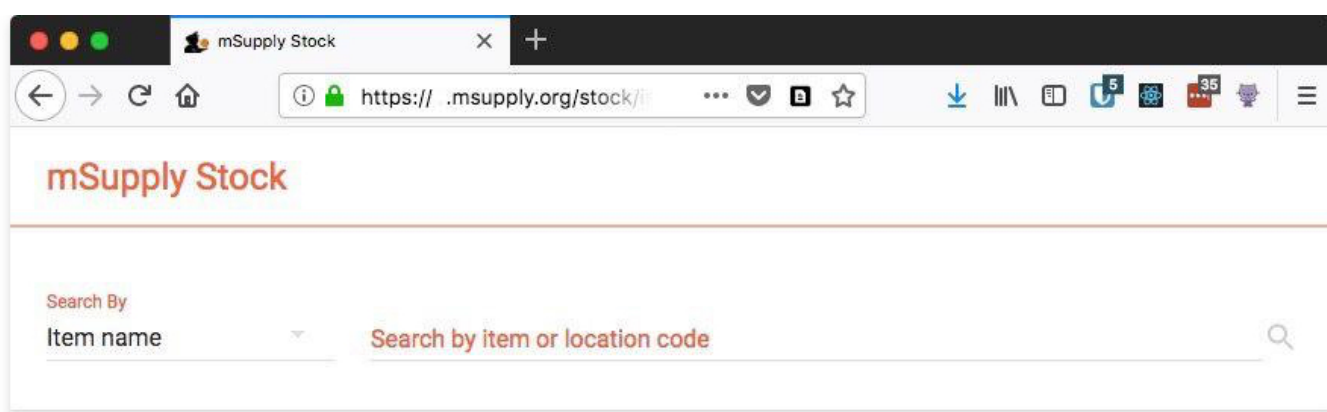 mSupply Stock
5
35
https:// .msupply.org/stock/
mSupply Stock
Search By
Item name
Search by item or location code